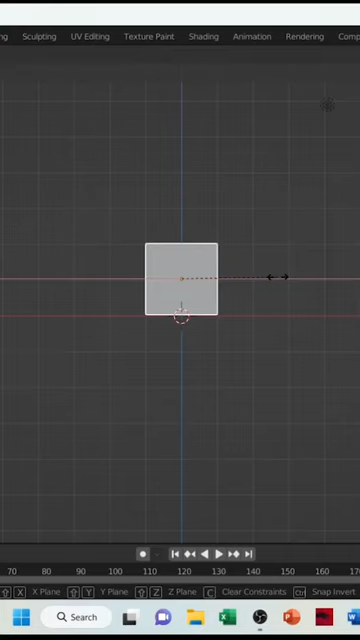 Sculpting UV Editing Texture Paint Shading Animation Rendering
70 80 90 100 110 120 130 140 150 160
X Plane Y Plane Z Plane C Clear Constraints Ctrl Snap Invert
Search